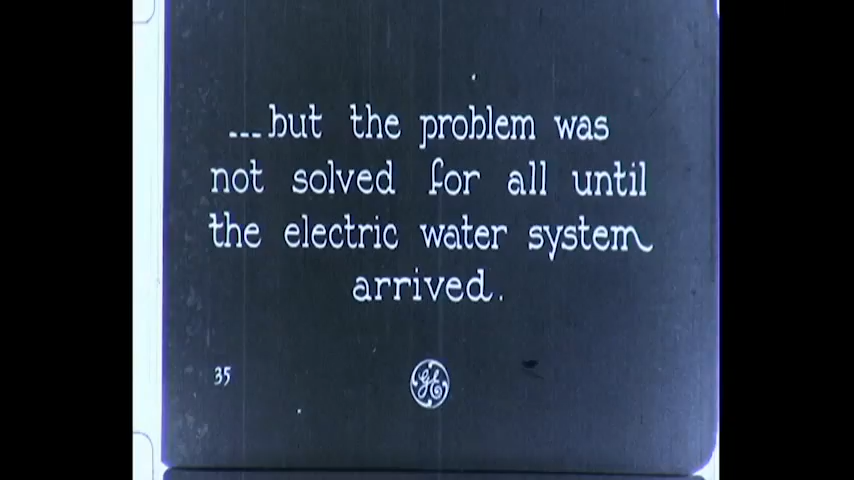 ...but the problem was
not solved for all until
the electric water system
arrived.
35
GE